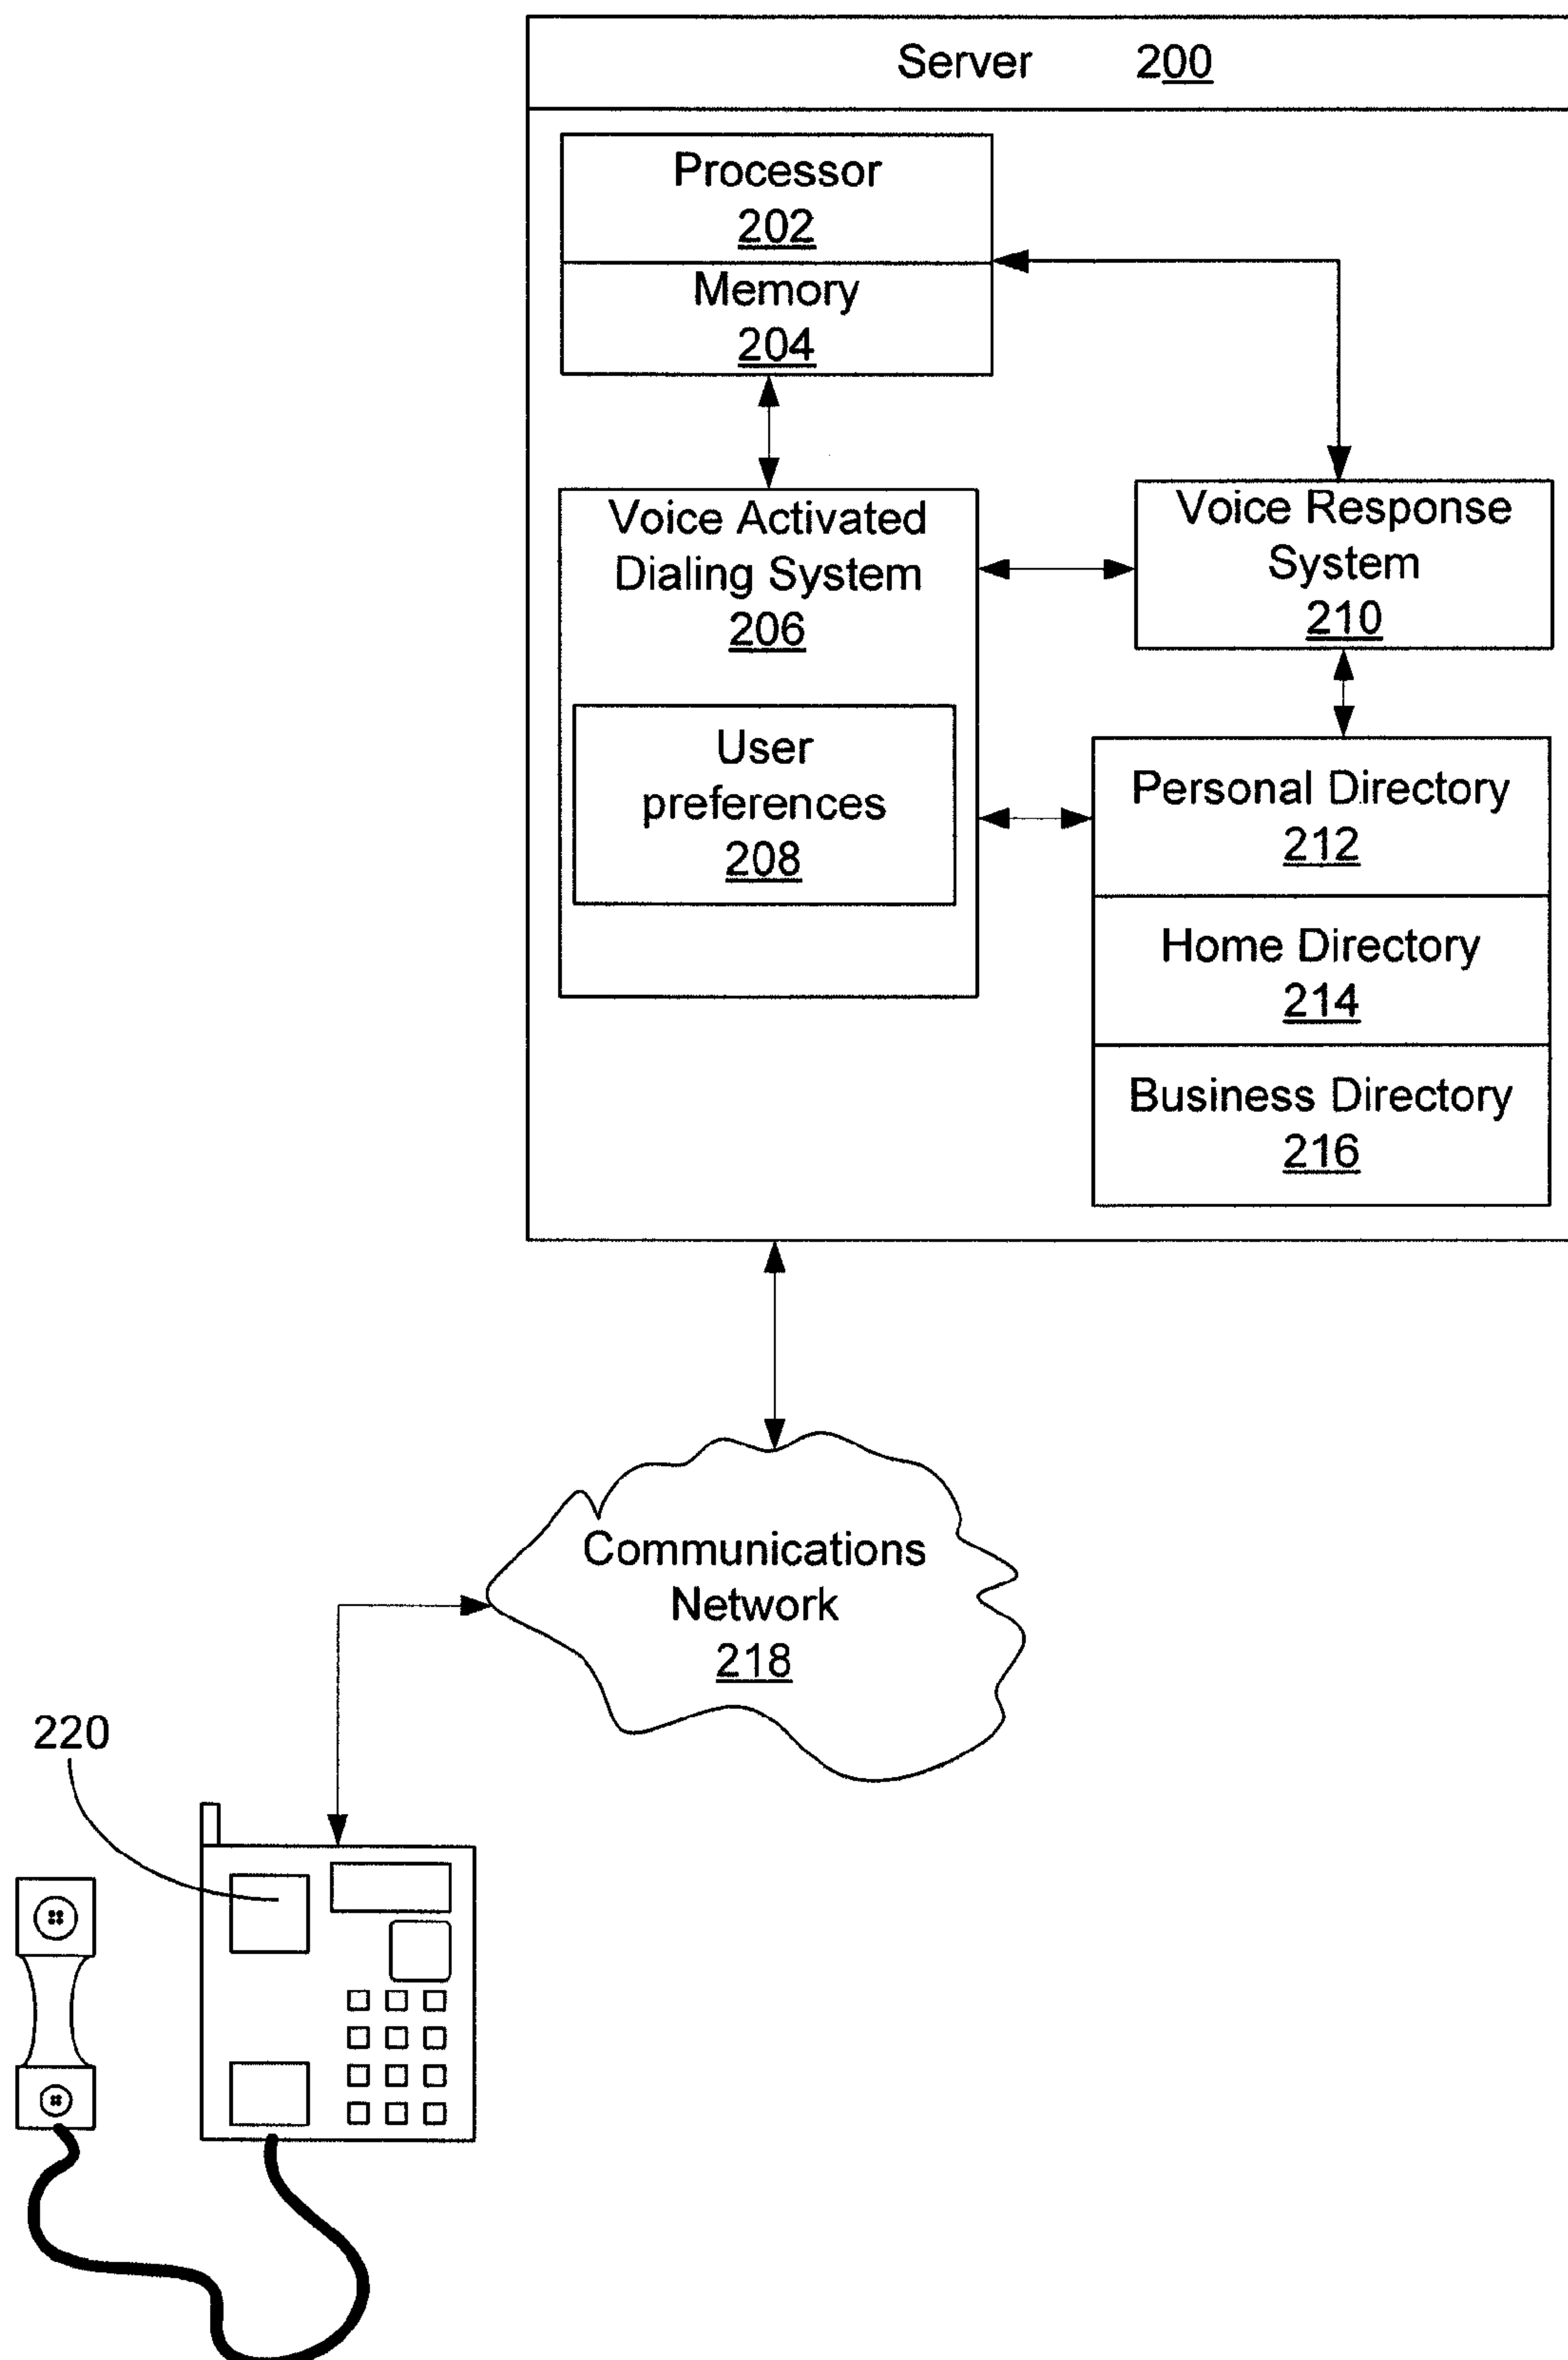 Server 200
Processor
202
Memory
204
Voice Activated
Dialing System
206
Voice Response
System
210
User
preferences
208
Personal Directory
212
Home Directory
214
Business Directory
216
Communications
Network
218
220